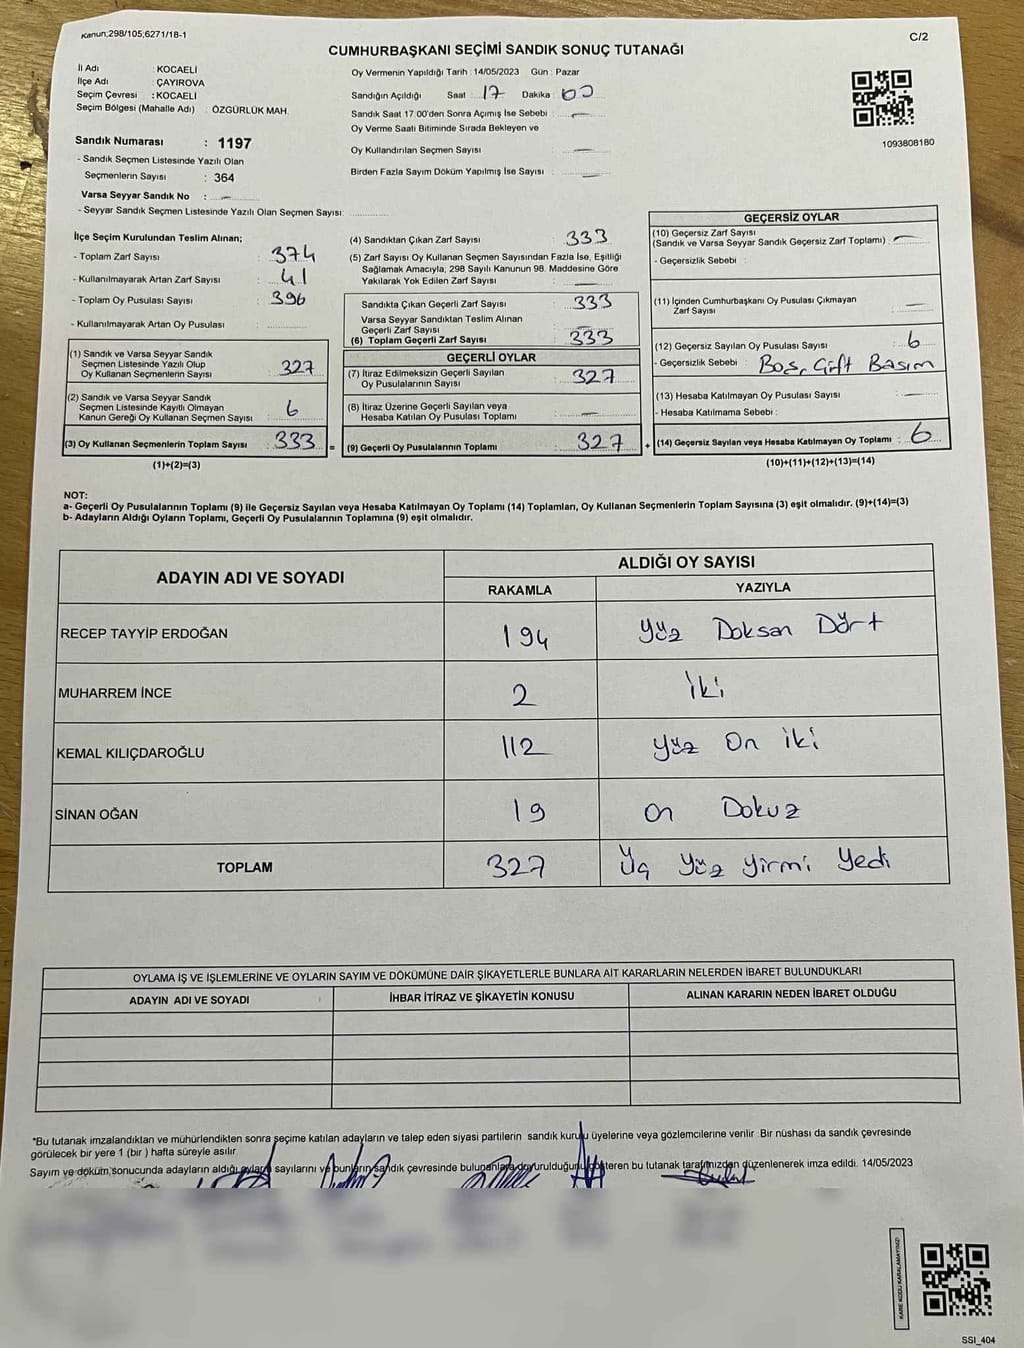 Kanun;298/105;6271/18-1
C/2
CUMHURBAŞKANI SEÇİMİ SANDIK SONUÇ TUTANAĞI
İl Adı : KOCAELİ
İlçe Adı : ÇAYIROVA
Seçim Çevresi : KOCAELİ
Seçim Bölgesi (Mahalle Adı) : ÖZGÜRLÜK MAH.
Sandık Numarası : 1197
- Sandık Seçmen Listesinde Yazılı Olan
Seçmenlerin Sayısı : 364
Varsa Seyyar Sandık No :
- Seyyar Sandık Seçmen Listesinde Yazılı Olan Seçmen Sayısı:
Oy Vermenin Yapıldığı Tarih : 14/05/2023 Gün : Pazar
Sandığın Açıldığı Saat : 17 Dakika : 00
Sandık Saat 17.00'den Sonra Açımış İse Sebebi :
Oy Verme Saati Bitiminde Sırada Bekleyen ve
Oy Kullandırılan Seçmen Sayısı :
Birden Fazla Sayım Döküm Yapılmış İse Sayısı :
1093808180
İlçe Seçim Kurulundan Teslim Alınan;
- Toplam Zarf Sayısı : 374
- Kullanılmayarak Artan Zarf Sayısı : 41
- Toplam Oy Pusulası Sayısı : 396
- Kullanılmayarak Artan Oy Pusulası :
(1) Sandık ve Varsa Seyyar Sandık
Seçmen Listesinde Yazılı Olup
Oy Kullanan Seçmenlerin Sayısı : 327
(2) Sandık ve Varsa Seyyar Sandık
Seçmen Listesinde Kayıtlı Olmayan
Kanun Gereği Oy Kullanan Seçmen Sayısı : 6
(3) Oy Kullanan Seçmenlerin Toplam Sayısı : 333 =
(1)+(2)=(3)
(4) Sandıktan Çıkan Zarf Sayısı : 333
(5) Zarf Sayısı Oy Kullanan Seçmen Sayısından Fazla İse, Eşitliği
Sağlamak Amacıyla; 298 Sayılı Kanunun 98. Maddesine Göre
Yakılarak Yok Edilen Zarf Sayısı :
Sandıkta Çıkan Geçerli Zarf Sayısı : 333
Varsa Seyyar Sandıktan Teslim Alınan
Geçerli Zarf Sayısı :
(6) Toplam Geçerli Zarf Sayısı : 333
GEÇERLİ OYLAR
(7) İtiraz Edilmeksizin Geçerli Sayılan
Oy Pusulalarının Sayısı : 327
(8) İtiraz Üzerine Geçerli Sayılan veya
Hesaba Katılan Oy Pusulası Toplamı :
(9) Geçerli Oy Pusulalarının Toplamı : 327 +
GEÇERSİZ OYLAR
(10) Geçersiz Zarf Sayısı
(Sandık ve Varsa Seyyar Sandık Geçersiz Zarf Toplamı) :
- Geçersizlik Sebebi :
(11) İçinden Cumhurbaşkanı Oy Pusulası Çıkmayan
Zarf Sayısı :
(12) Geçersiz Sayılan Oy Pusulası Sayısı : 6
- Geçersizlik Sebebi : Boş, Çift Basım
(13) Hesaba Katılmayan Oy Pusulası Sayısı :
- Hesaba Katılmama Sebebi :
(14) Geçersiz Sayılan veya Hesaba Katılmayan Oy Toplamı : 6
(10)+(11)+(12)+(13)=(14)
NOT:
a- Geçerli Oy Pusulalarının Toplamı (9) ile Geçersiz Sayılan veya Hesaba Katılmayan Oy Toplamı (14) Toplamları, Oy Kullanan Seçmenlerin Toplam Sayısına (3) eşit olmalıdır. (9)+(14)=(3)
b- Adayların Aldığı Oyların Toplamı, Geçerli Oy Pusulalarının Toplamına (9) eşit olmalıdır.
ADAYIN ADI VE SOYADI
ALDIĞI OY SAYISI
RAKAMLA YAZIYLA
RECEP TAYYİP ERDOĞAN 194 Yüz Doksan Dört
MUHARREM İNCE 2 İki
KEMAL KILIÇDAROĞLU 112 Yüz On iki
SİNAN OĞAN 19 On Dokuz
TOPLAM 327 Üç Yüz Yirmi Yedi
OYLAMA İŞ VE İŞLEMLERİNE VE OYLARIN SAYIM VE DÖKÜMÜNE DAİR ŞİKAYETLERLE BUNLARA AİT KARARLARIN NELERDEN İBARET BULUNDUKLARI
ADAYIN ADI VE SOYADI İHBAR İTİRAZ VE ŞİKAYETİN KONUSU ALINAN KARARIN NEDEN İBARET OLDUĞU
*Bu tutanak imzalandıktan ve mühürlendikten sonra seçime katılan adayların ve talep eden siyasi partilerin sandık kurulu üyelerine veya gözlemcilerine verilir. Bir nüshası da sandık çevresinde
görülecek bir yere 1 (bir) hafta süreyle asılır.
Sayım ve döküm sonucunda adayların aldığı oyların sayılarını ve bunların sandık çevresinde bulunanlara duyurulduğunu gösteren bu tutanak tarafımızdan düzenlenerek imza edildi. 14/05/2023
KARE KODU KARALAMAYINIZ!
SSI_404